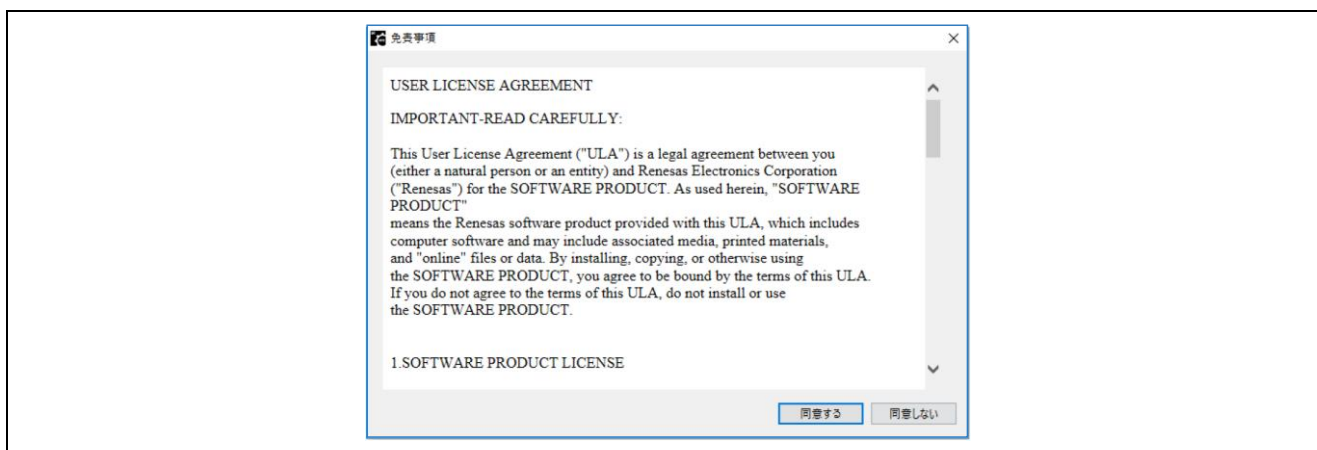 免責事項
USER LICENSE AGREEMENT
IMPORTANT-READ CAREFULLY:
This User License Agreement ("ULA") is a legal agreement between you
(either a natural person or an entity) and Renesas Electronics Corporation
("Renesas") for the SOFTWARE PRODUCT. As used herein, "SOFTWARE
PRODUCT"
means the Renesas software product provided with this ULA, which includes
computer software and may include associated media, printed materials,
and "online" files or data. By installing, copying, or otherwise using
the SOFTWARE PRODUCT, you agree to be bound by the terms of this ULA.
If you do not agree to the terms of this ULA, do not install or use
the SOFTWARE PRODUCT.
1.SOFTWARE PRODUCT LICENSE
同意する 同意しない